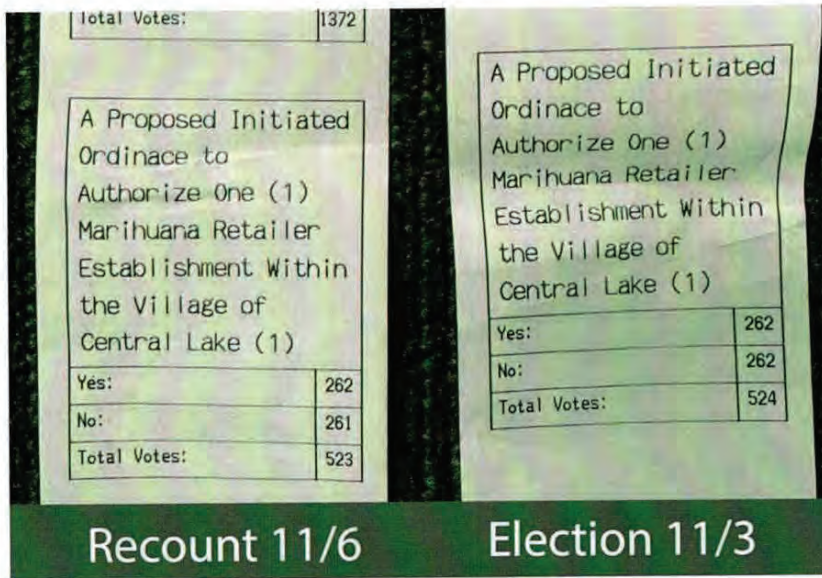 Total Votes: 1372
A Proposed Initiated
Ordinace to
Authorize One (1)
Marihuana Retailer
Establishment Within
the Village of
Central Lake (1)
Yes: 262
No: 261
Total Votes: 523
Recount 11/6
A Proposed Initiated
Ordinace to
Authorize One (1)
Marihuana Retailer
Establishment Within
the Village of
Central Lake (1)
Yes: 262
No: 262
Total Votes: 524
Election 11/3